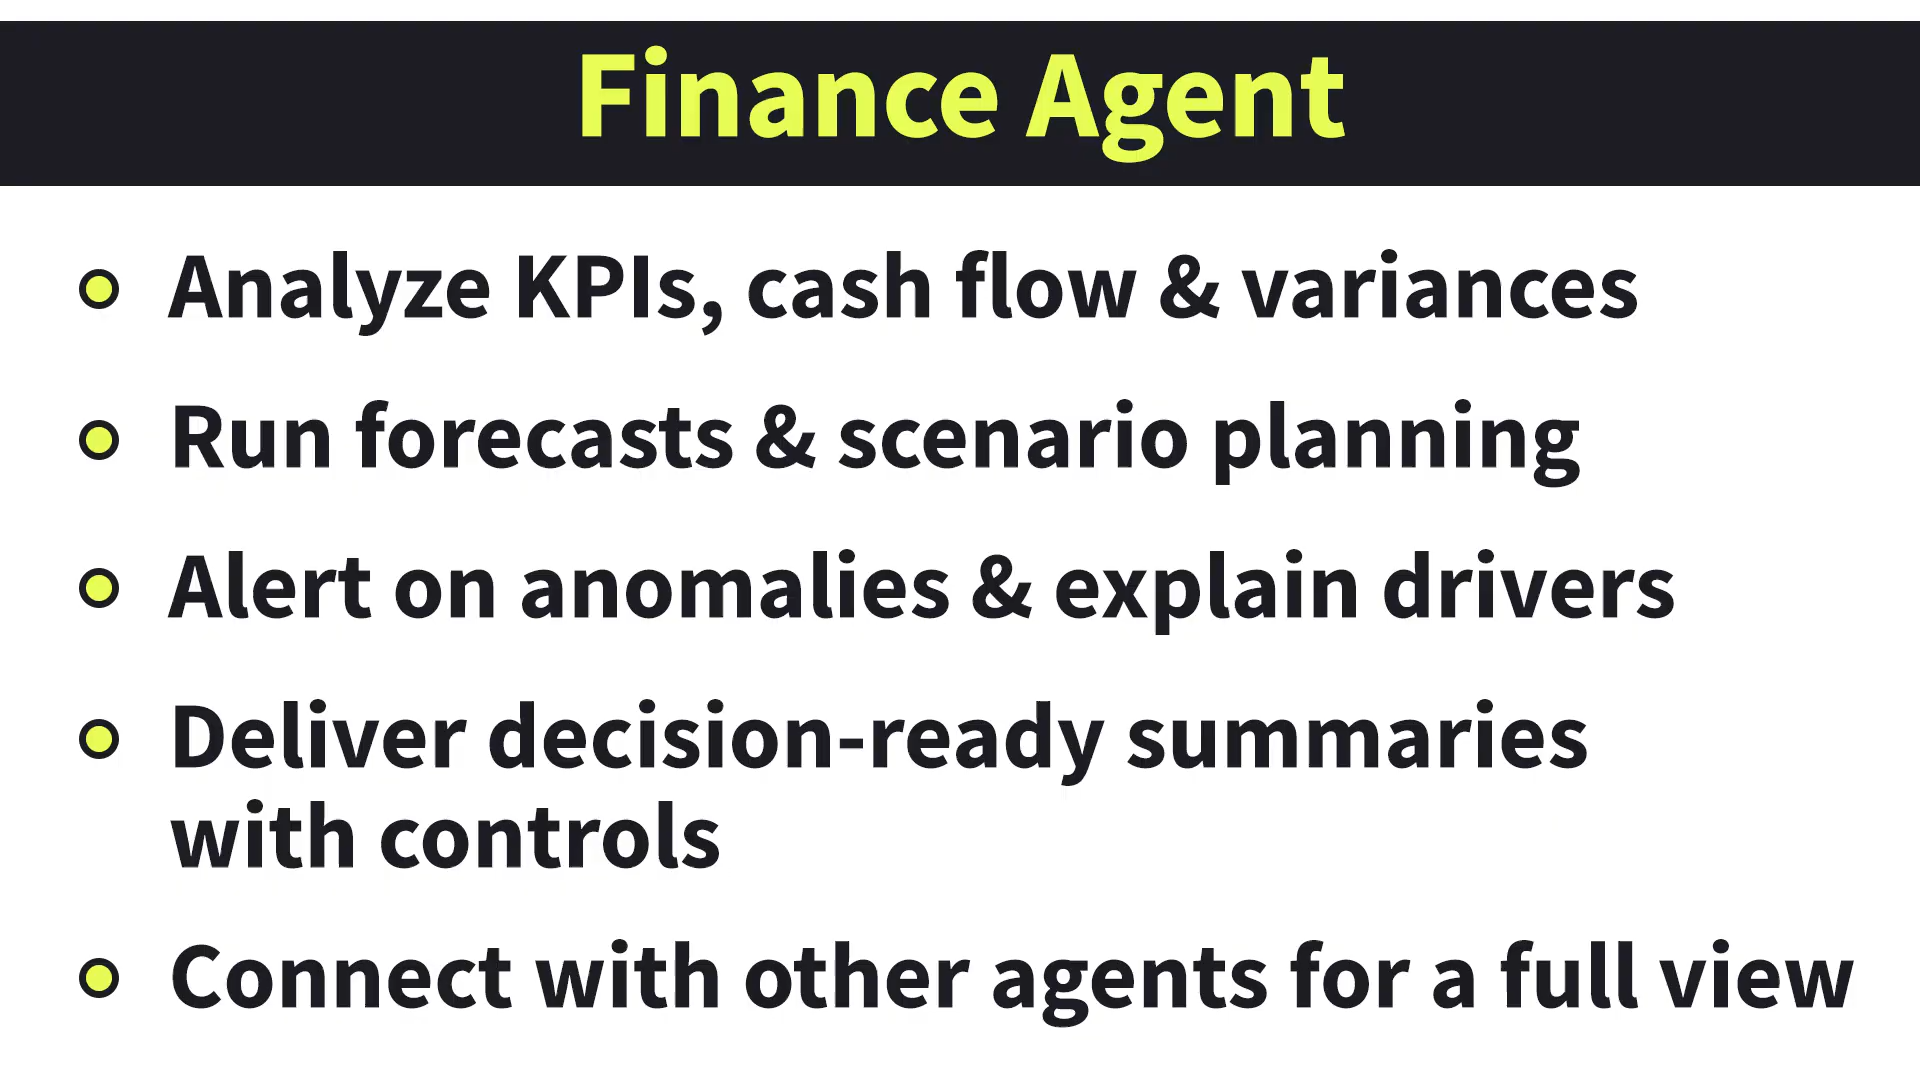 Finance Agent
Analyze KPIs, cash flow & variances
Run forecasts & scenario planning
Alert on anomalies & explain drivers
Deliver decision-ready summaries
with controls
Connect with other agents for a full view